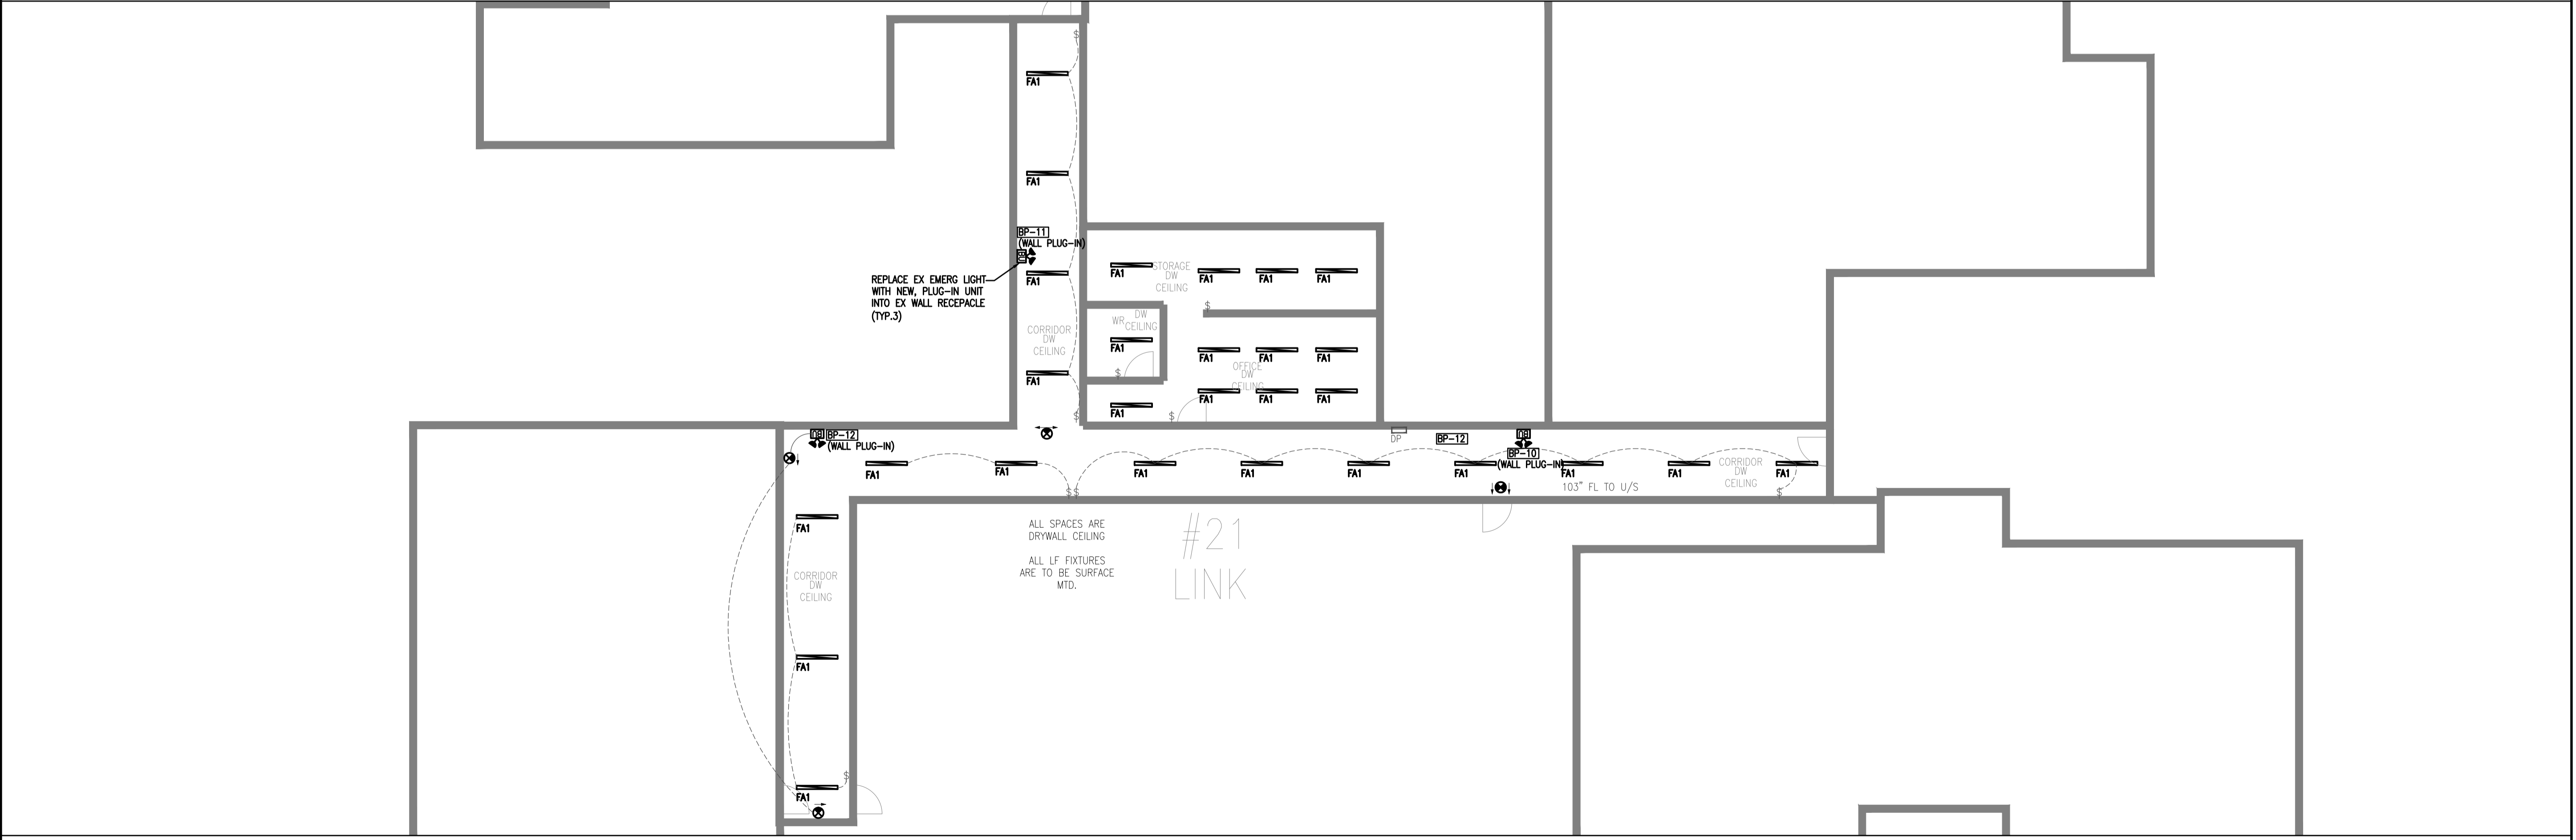 $
FA1
FA1
BP-11
(WALL PLUG-IN)
REPLACE EX EMERG LIGHT
WITH NEW, PLUG-IN UNIT
INTO EX WALL RECEPACLE
(TYP.3)
FA1
CORRIDOR
DW
CEILING
FA1
$
FA1
STORAGE
DW
CEILING
FA1
FA1
FA1
$
WR
DW
CEILING
FA1
$
FA1
FA1
FA1
FA1
OFFICE
DW
CEILING
FA1
FA1
FA1
$
BU
BP-12
(WALL PLUG-IN)
FA1
FA1
$$
FA1
FA1
FA1
DP
BP-12
FA1
BP-10
(WALL PLUG-IN)
FA1
103" FL TO U/S
FA1
CORRIDOR
DW
CEILING
FA1
$
FA1
CORRIDOR
DW
CEILING
FA1
$
FA1
ALL SPACES ARE
DRYWALL CEILING
ALL LF FIXTURES
ARE TO BE SURFACE
MTD.
#21
LINK